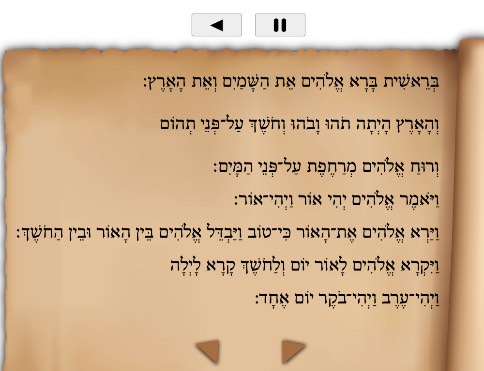 בְּרֵאשִׁית בָּרָא אֱלֹהִים אֵת הַשָּׁמַיִם וְאֵת הָאָרֶץ:
וְהָאָרֶץ הָיְתָה תֹהוּ וָבֹהוּ וְחֹשֶׁךְ עַל־פְּנֵי תְהוֹם
וְרוּחַ אֱלֹהִים מְרַחֶפֶת עַל־פְּנֵי הַמָּיִם:
וַיֹּאמֶר אֱלֹהִים יְהִי אוֹר וַיְהִי־אוֹר:
וַיַּרְא אֱלֹהִים אֶת־הָאוֹר כִּי־טוֹב וַיַּבְדֵּל אֱלֹהִים בֵּין הָאוֹר וּבֵין הַחֹשֶׁךְ:
וַיִּקְרָא אֱלֹהִים לָאוֹר יוֹם וְלַחֹשֶׁךְ קָרָא לָיְלָה
וַיְהִי־עֶרֶב וַיְהִי־בֹקֶר יוֹם אֶחָד: